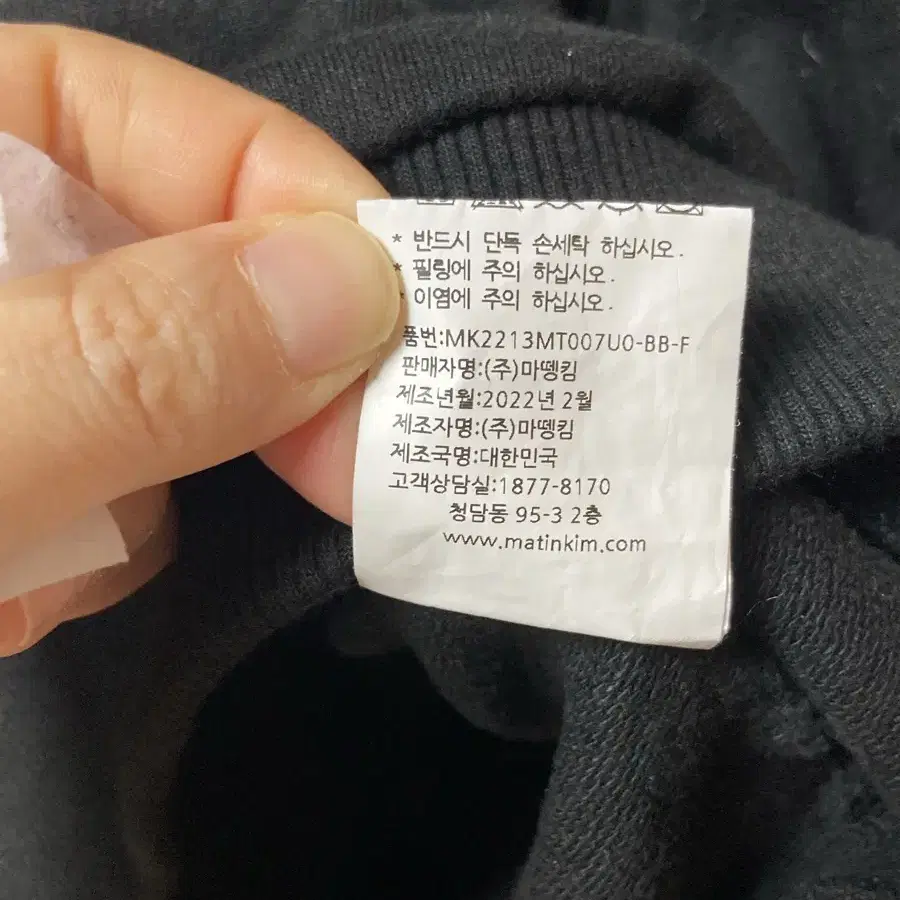 * 반드시 단독 손세탁 하십시오.
* 필링에 주의 하십시오.
* 이염에 주의 하십시오.
품번:MK2213MT007U0-BB-F
판매자명:(주)마뗑킴
제조년월:2022년 2월
제조자명:(주)마뗑킴
제조국명:대한민국
고객상담실:1877-8170
청담동 95-3 2층
www.matinkim.com